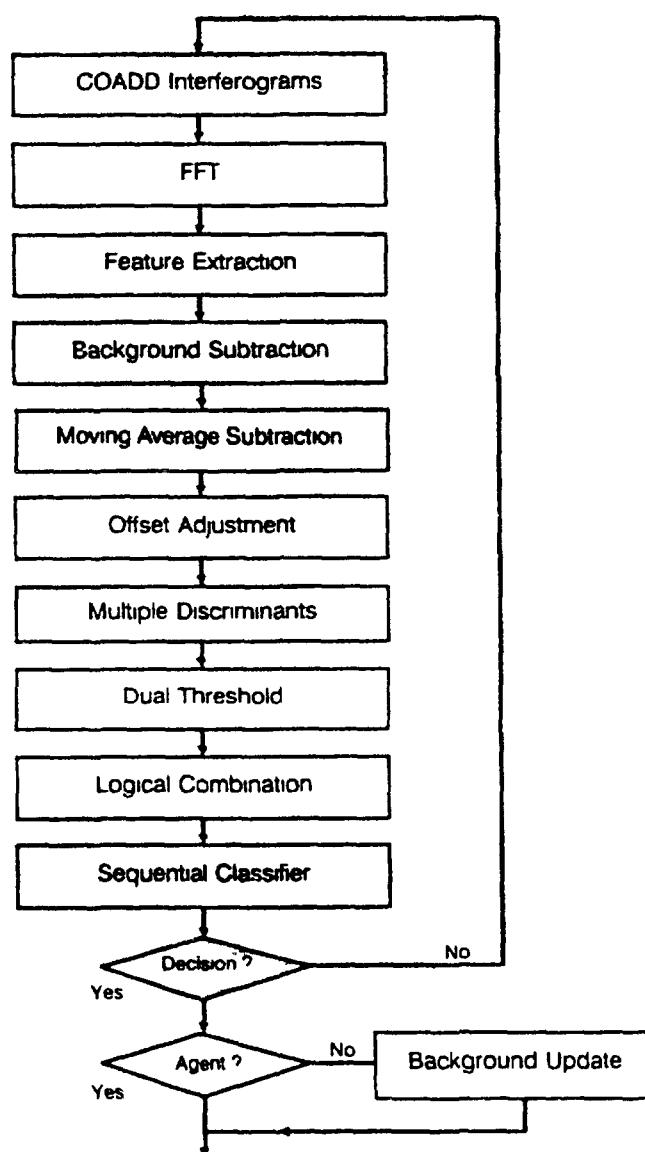 COADD Interferograms
FFT
Feature Extraction
Background Subtraction
Moving Average Subtraction
Offset Adjustment
Multiple Discriminants
Dual Threshold
Logical Combination
Sequential Classifier
Decision ?
No
Yes
Agent ?
No
Background Update
Yes